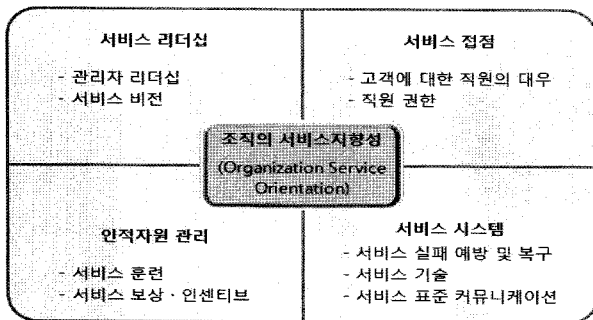 서비스 리더십
- 관리자 리더십
- 서비스 비전
서비스 접점
- 고객에 대한 직원의 대우
- 직원 권한
조직의 서비스지향성
(Organization Service
Orientation)
인적자원 관리
- 서비스 훈련
- 서비스 보상 · 인센티브
서비스 시스템
- 서비스 실패 예방 및 복구
- 서비스 기술
- 서비스 표준 커뮤니케이션